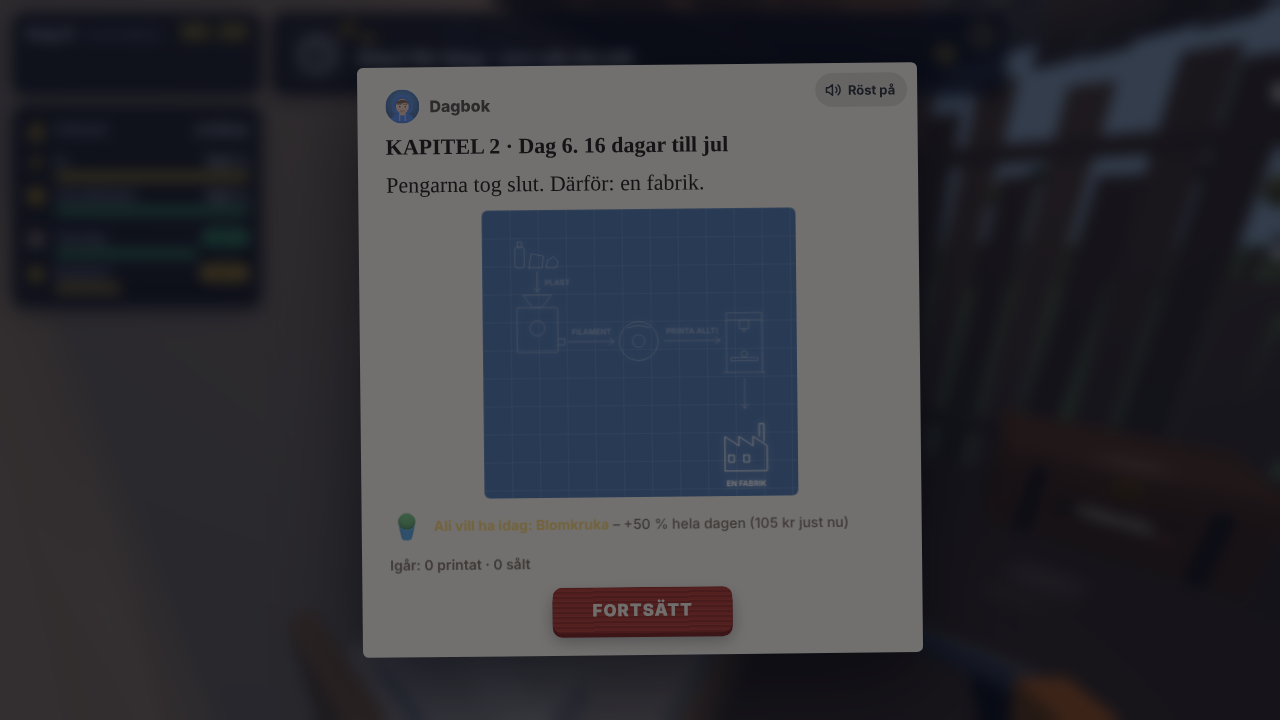 Röst på
Dagbok
KAPITEL 2 · Dag 6. 16 dagar till jul
Pengarna tog slut. Därför: en fabrik.
PLAST
FILAMENT
PRINTA ALLT!
EN FABRIK
Ali vill ha idag: Blomkruka – +50 % hela dagen (105 kr just nu)
Igår: 0 printat · 0 sålt
FORTSÄTT